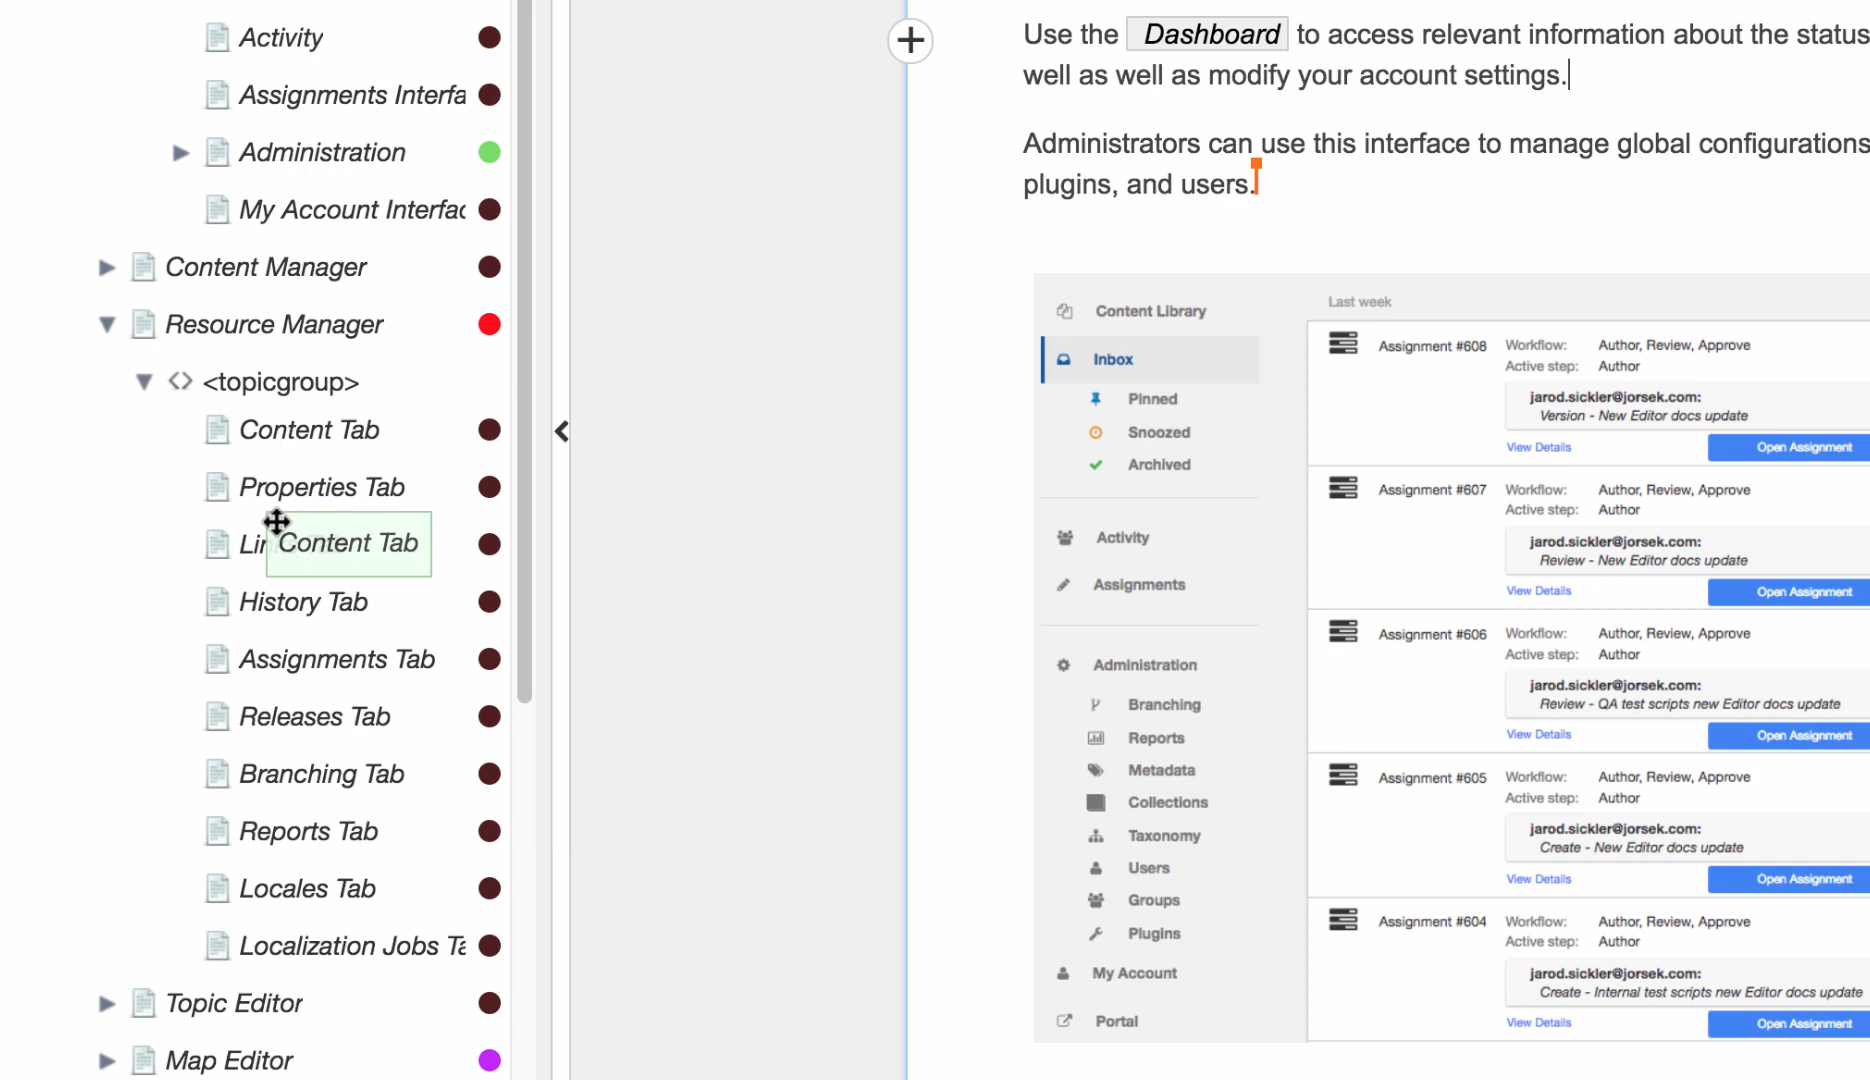 Activity
Assignments Interfa
Administration
My Account Interfac
Content Manager
Resource Manager
<topicgroup>
Content Tab
Properties Tab
Content Tab
History Tab
Assignments Tab
Releases Tab
Branching Tab
Reports Tab
Locales Tab
Localization Jobs Ta
Topic Editor
Map Editor
Use the Dashboard to access relevant information about the status
well as well as modify your account settings.
Administrators can use this interface to manage global configurations
plugins, and users.
Content Library
Inbox
Pinned
Snoozed
Archived
Activity
Assignments
Administration
Branching
Reports
Metadata
Collections
Taxonomy
Users
Groups
Plugins
My Account
Portal
Last week
Assignment #608 Workflow: Author, Review, Approve
Active step: Author
jarod.sickler@jorsek.com:
Version - New Editor docs update
View Details Open Assignment
Assignment #607 Workflow: Author, Review, Approve
Active step: Author
jarod.sickler@jorsek.com:
Review - New Editor docs update
View Details Open Assignment
Assignment #606 Workflow: Author, Review, Approve
Active step: Author
jarod.sickler@jorsek.com:
Review - QA test scripts new Editor docs update
View Details Open Assignment
Assignment #605 Workflow: Author, Review, Approve
Active step: Author
jarod.sickler@jorsek.com:
Create - New Editor docs update
View Details Open Assignment
Assignment #604 Workflow: Author, Review, Approve
Active step: Author
jarod.sickler@jorsek.com:
Create - Internal test scripts new Editor docs update
View Details Open Assignment